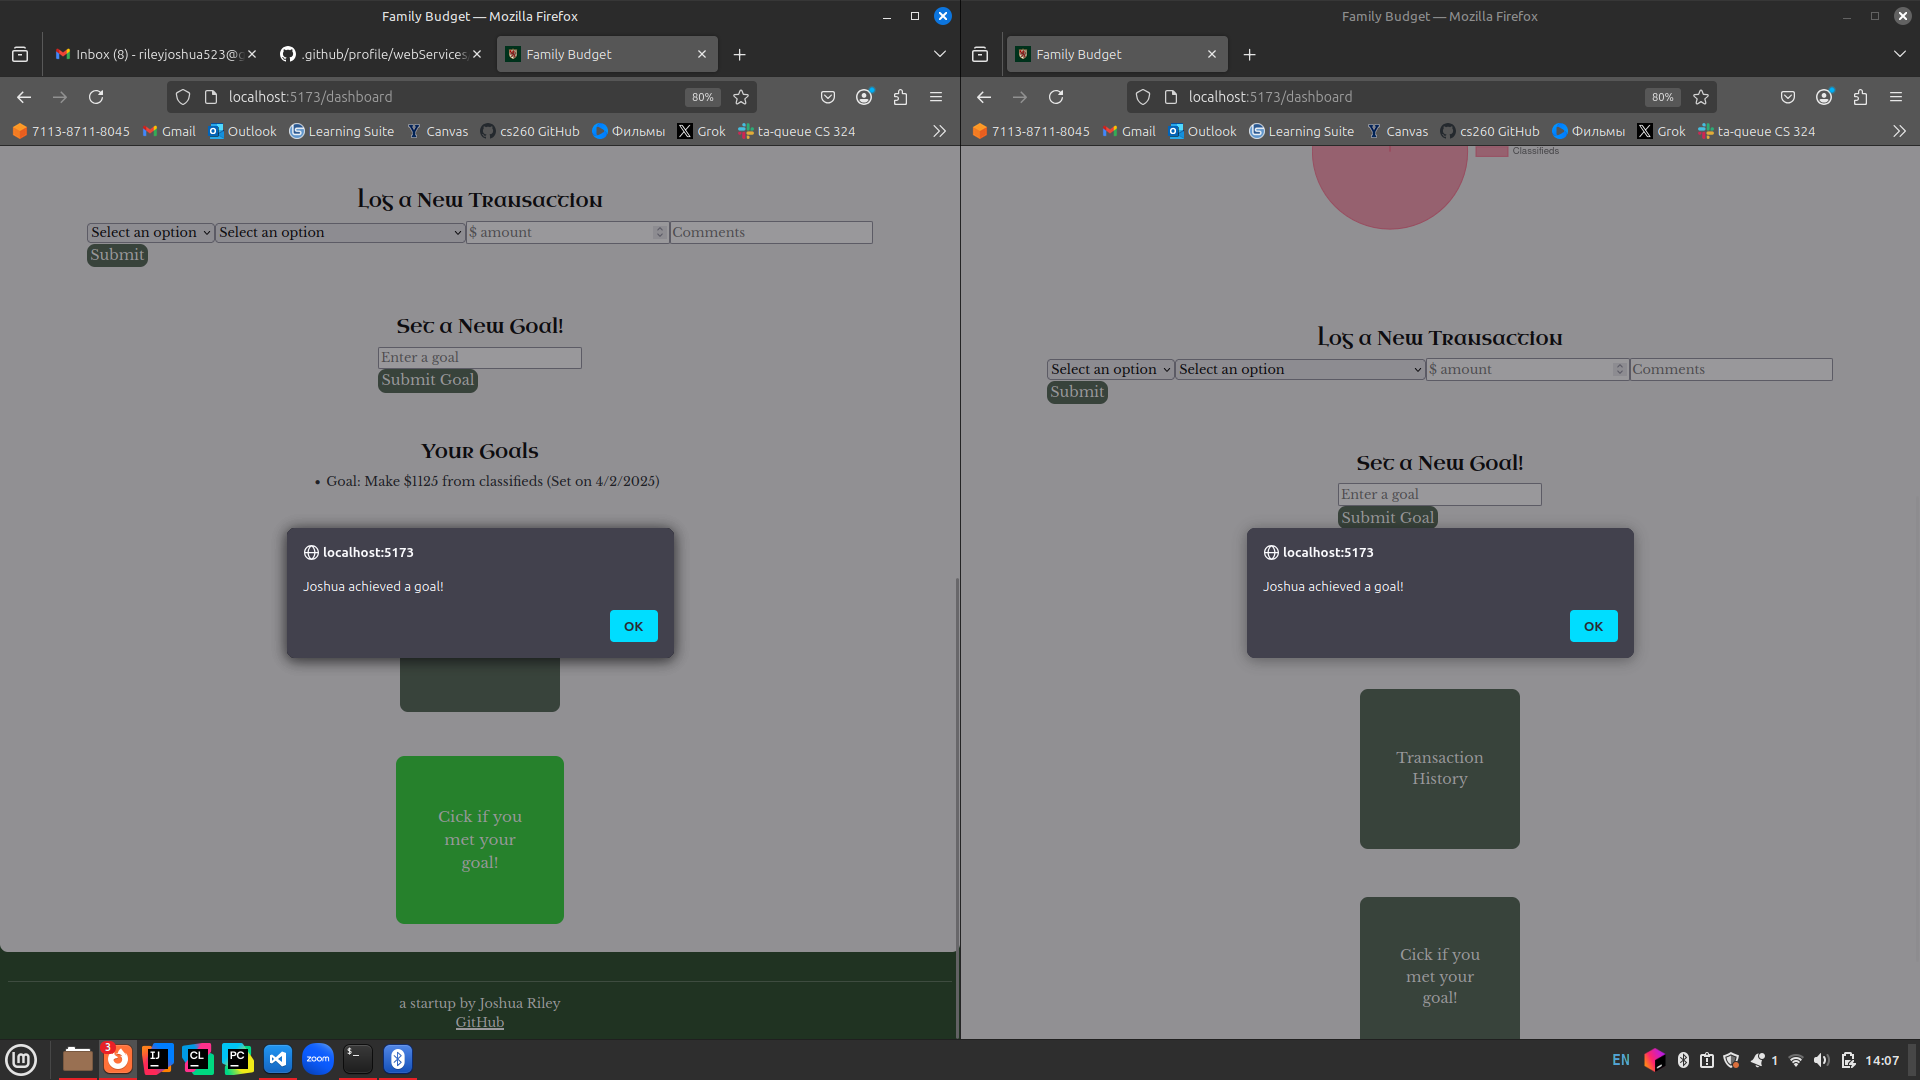 Family Budget — Mozilla Firefox
Inbox (8) - rileyjoshua523@g
.github/profile/webServices
Family Budget
localhost:5173/dashboard
80%
7113-8711-8045
Gmail
Outlook
Learning Suite
Canvas
cs260 GitHub
Фильмы
Grok
ta-queue CS 324
Log a New Transaction
Select an option
Select an option
$ amount
Comments
Submit
Set a New Goal!
Enter a goal
Submit Goal
Your Goals
• Goal: Make $1125 from classifieds (Set on 4/2/2025)
localhost:5173
Joshua achieved a goal!
OK
Cick if you
met your
goal!
a startup by Joshua Riley
GitHub
Family Budget — Mozilla Firefox
Family Budget
localhost:5173/dashboard
80%
7113-8711-8045
Gmail
Outlook
Learning Suite
Canvas
cs260 GitHub
Фильмы
Grok
ta-queue CS 324
Classifieds
Log a New Transaction
Select an option
Select an option
$ amount
Comments
Submit
Set a New Goal!
Enter a goal
Submit Goal
localhost:5173
Joshua achieved a goal!
OK
Transaction
History
Cick if you
met your
goal!
3
IJ
CL
PC
zoom
$_
EN
1
14:07